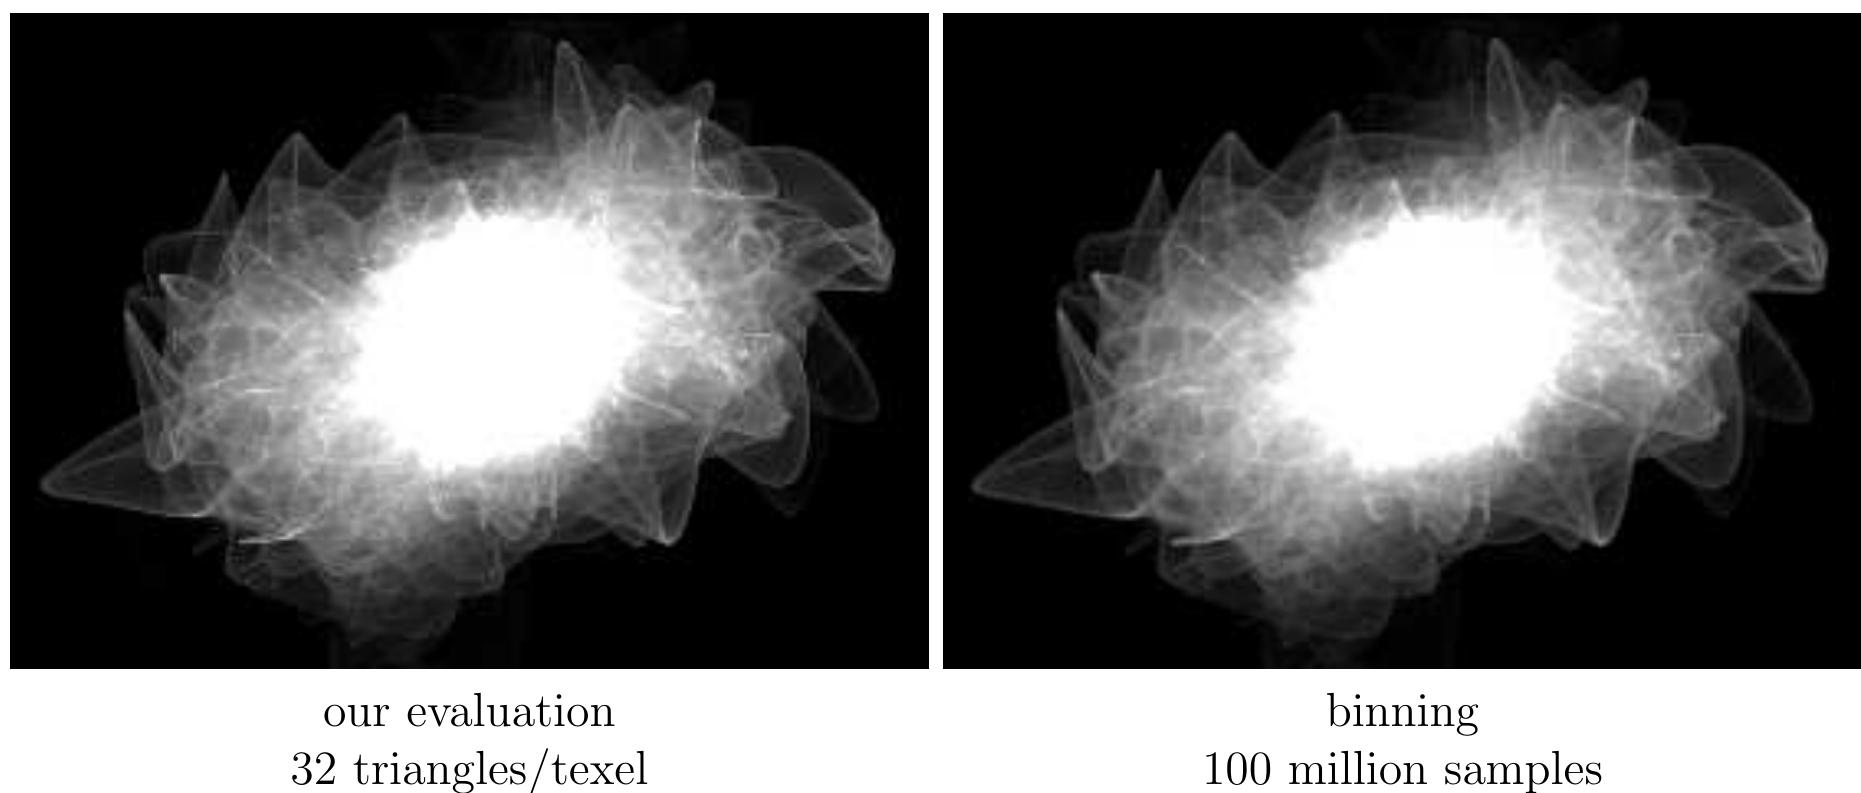 our evaluation
32 triangles/texel
binning
100 million samples